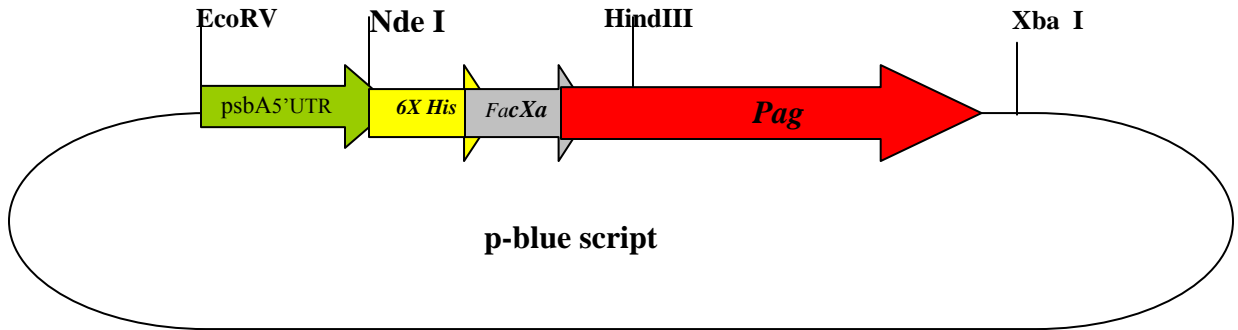 EcoRV
Nde I
HindIII
Xba I
psbA5'UTR
6X His
FacXa
Pag
p-blue script